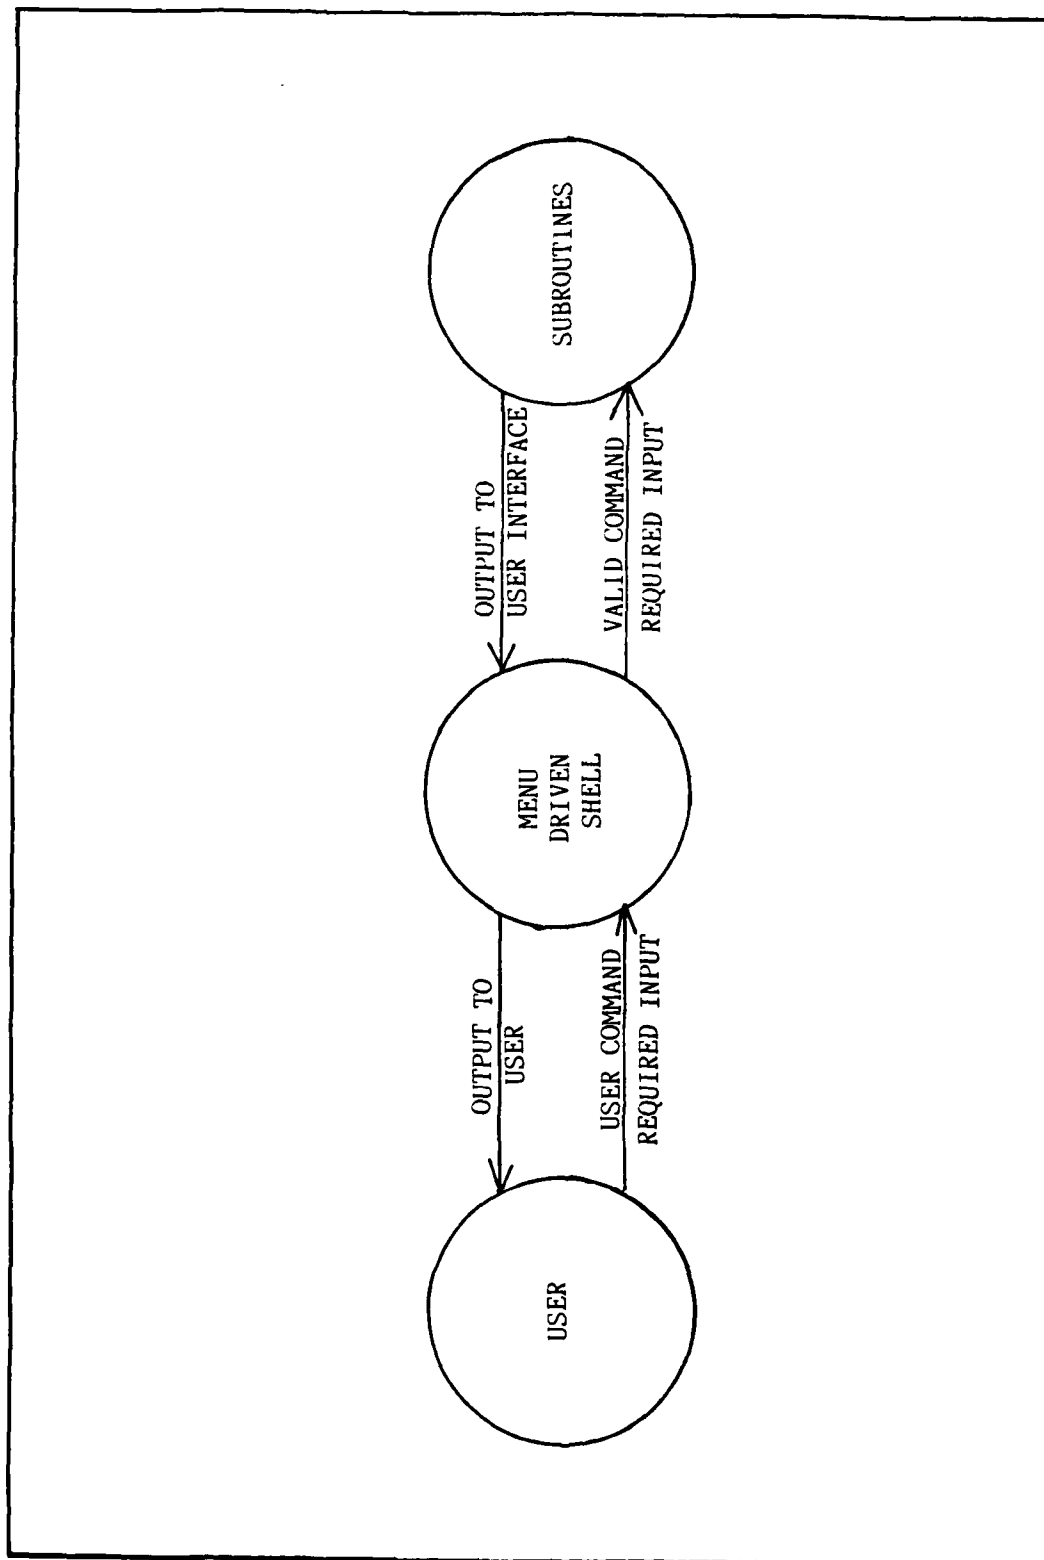 USER
OUTPUT TO
USER
USER COMMAND
REQUIRED INPUT
MENU
DRIVEN
SHELL
OUTPUT TO
USER INTERFACE
VALID COMMAND
REQUIRED INPUT
SUBROUTINES